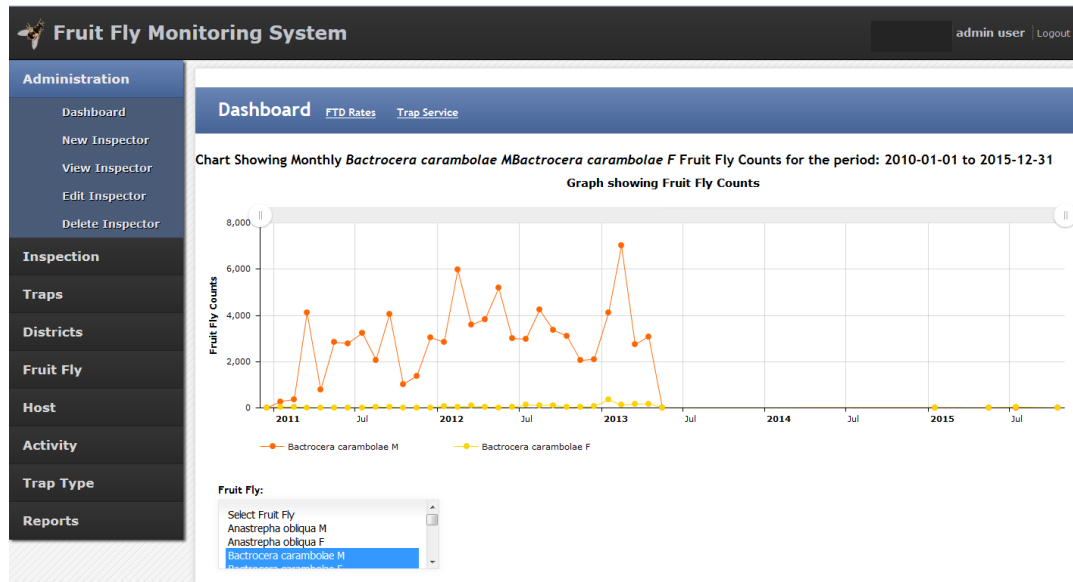 Fruit Fly Monitoring System
admin user Logout
Administration
Dashboard
New Inspector
View Inspector
Edit Inspector
Delete Inspector
Inspection
Traps
Districts
Fruit Fly
Host
Activity
Trap Type
Reports
Dashboard FTD Rates Trap Service
Chart Showing Monthly Bactrocera carambolae MBactrocera carambolae F Fruit Fly Counts for the period: 2010-01-01 to 2015-12-31
Graph showing Fruit Fly Counts
Fruit Fly Counts
8,000
6,000
4,000
2,000
0
2011 Jul 2012 Jul 2013 Jul 2014 Jul 2015 Jul
Bactrocera carambolae M Bactrocera carambolae F
Fruit Fly:
Select Fruit Fly
Anastrepha obliqua M
Anastrepha obliqua F
Bactrocera carambolae M
Bactrocera carambolae F